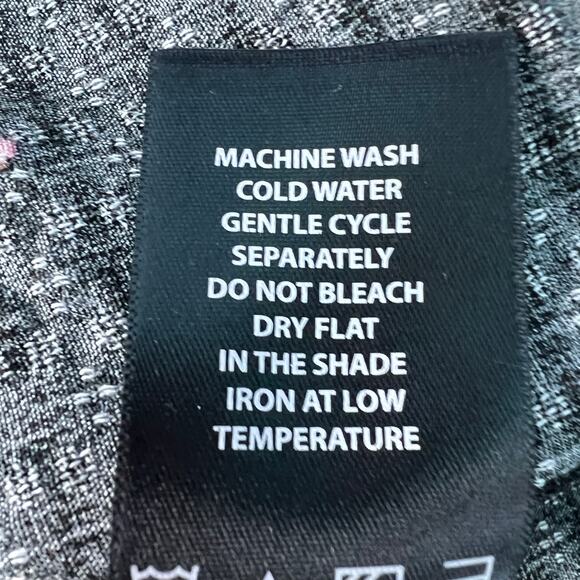 MACHINE WASH
COLD WATER
GENTLE CYCLE
SEPARATELY
DO NOT BLEACH
DRY FLAT
IN THE SHADE
IRON AT LOW
TEMPERATURE